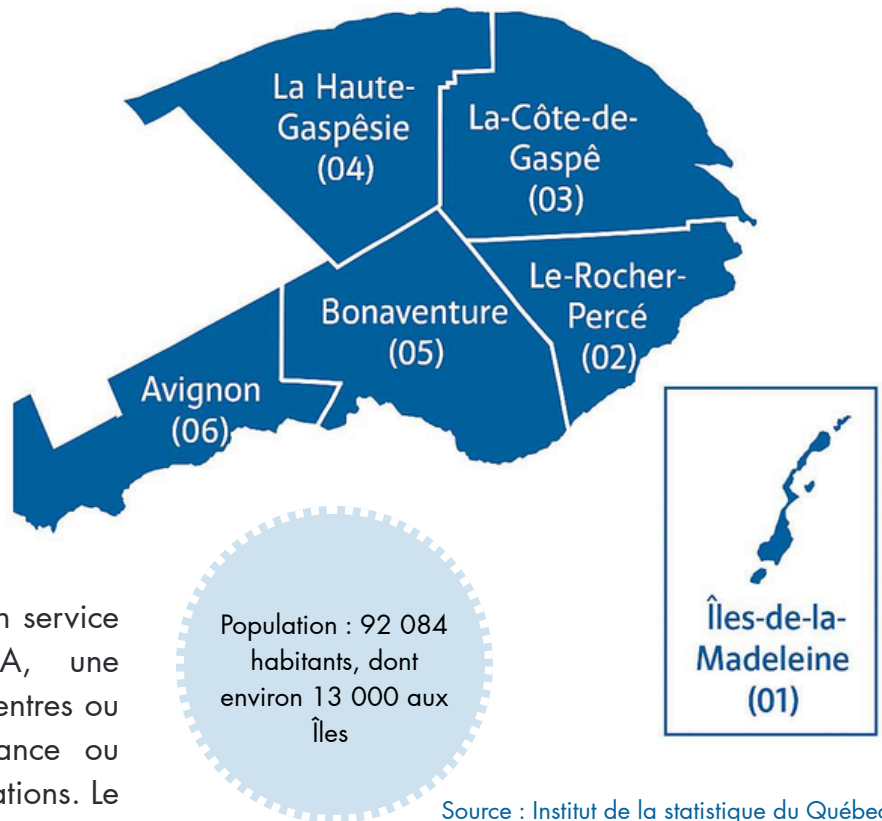 La Haute-
Gaspêsie
(04)
La-Côte-de-
Gaspê
(03)
Le-Rocher-
Percé
(02)
Bonaventure
(05)
Avignon
(06)
Îles-de-la-
Madeleine
(01)
Population : 92 084
habitants, dont
environ 13 000 aux
Îles
service
A, une
entres ou
ance ou
ations. Le
Source : Institut de la statistique du Québec